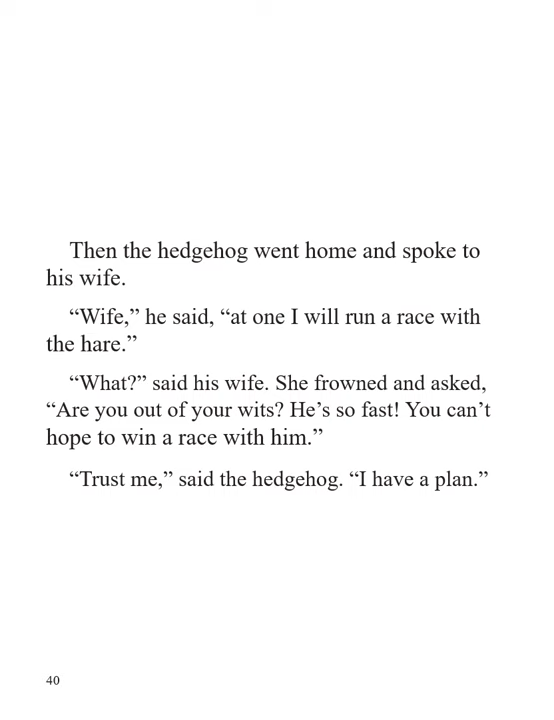 Then the hedgehog went home and spoke to
his wife.
“Wife,” he said, “at one I will run a race with
the hare.”
“What?” said his wife. She frowned and asked,
“Are you out of your wits? He’s so fast! You can’t
hope to win a race with him.”
“Trust me,” said the hedgehog. “I have a plan.”
40